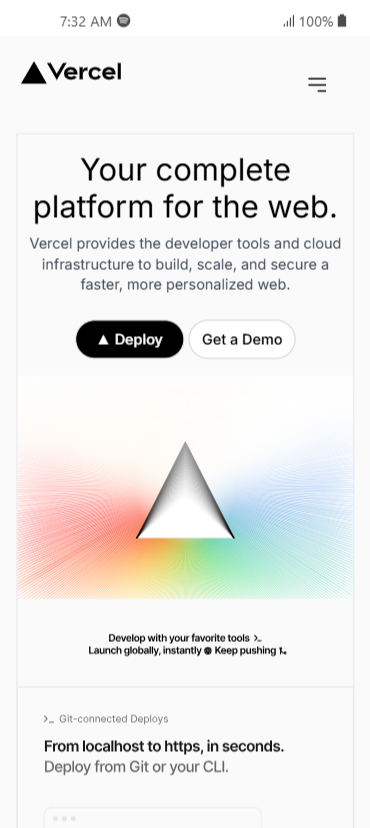 7:32 AM
100%
Vercel
Your complete
platform for the web.
Vercel provides the developer tools and cloud
infrastructure to build, scale, and secure a
faster, more personalized web.
▲ Deploy
Get a Demo
Develop with your favorite tools
Launch globally, instantly Keep pushing
>_ Git-connected Deploys
From localhost to https, in seconds.
Deploy from Git or your CLI.